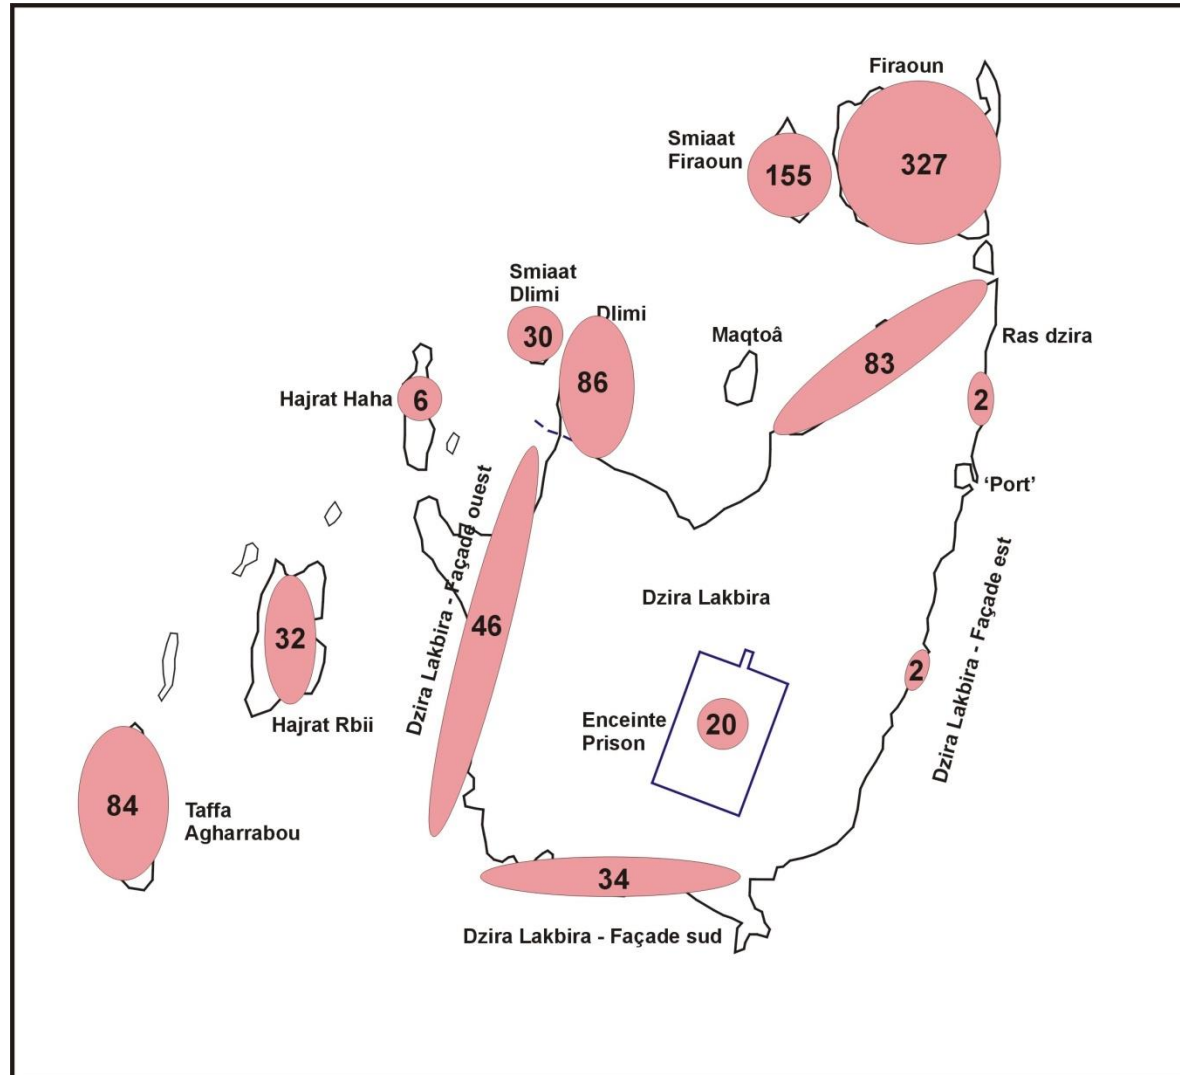 Firaoun
Smiaat
Firaoun
155
327
Smiaat
Dlimi
Dlimi
30
86
Maqtoâ
Ras dzira
83
2
Hajrat Haha
6
'Port'
Dzira Lakbira - Façade ouest
46
Dzira Lakbira
Dzira Lakbira - Façade est
2
32
Hajrat Rbii
Enceinte
Prison
20
84
Taffa
Agharrabou
34
Dzira Lakbira - Façade sud